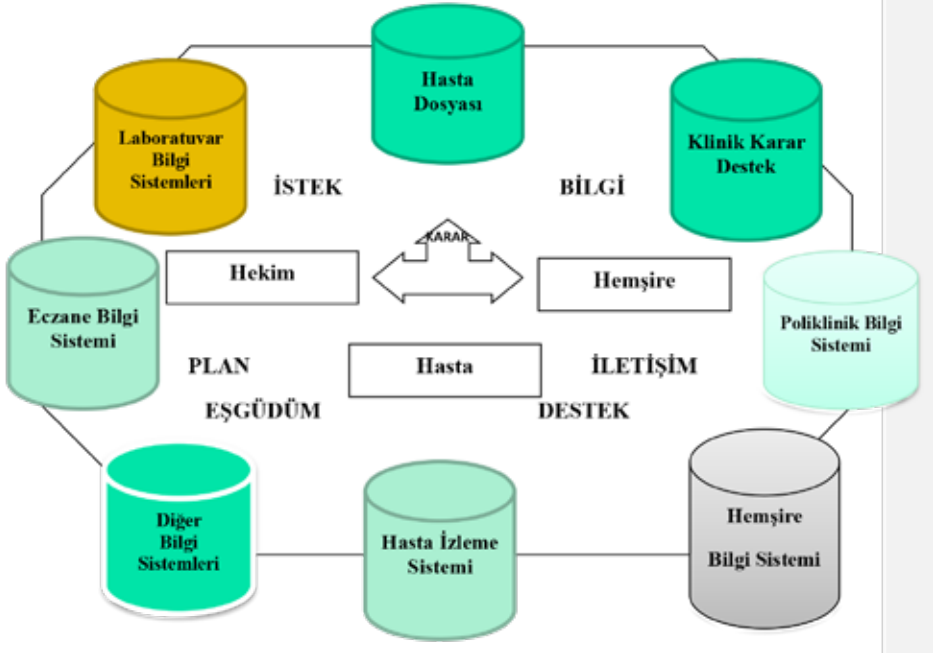 Hasta
Dosyası
Laboratuvar
Bilgi
Sistemleri
Klinik Karar
Destek
İSTEK
BİLGİ
KARAR
Hekim
Hemşire
Eczane Bilgi
Sistemi
Poliklinik Bilgi
Sistemi
PLAN
Hasta
İLETİŞİM
EŞGÜDÜM
DESTEK
Diğer
Bilgi
Sistemleri
Hasta İzleme
Sistemi
Hemşire
Bilgi Sistemi